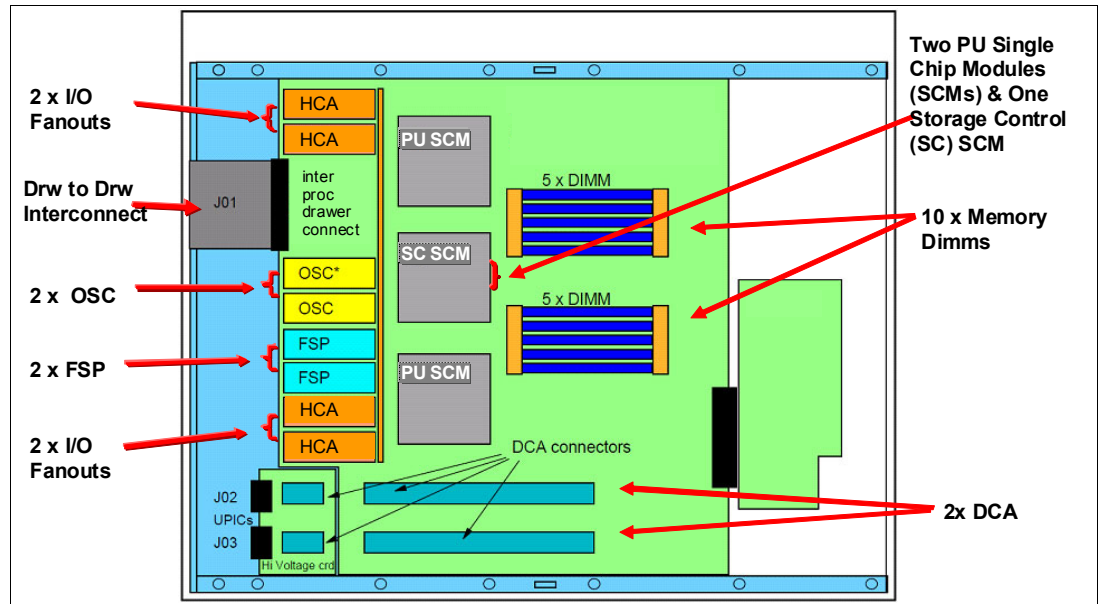 2 x I/O
Fanouts
Drw to Drw
Interconnect
2 x OSC
2 x FSP
2 x I/O
Fanouts
HCA
HCA
J01
inter
proc
drawer
connect
OSC*
OSC
FSP
FSP
HCA
HCA
J02
UPICs
J03
Hi Voltage crd
PU SCM
SC SCM
PU SCM
5 x DIMM
5 x DIMM
DCA connectors
Two PU Single
Chip Modules
(SCMs) & One
Storage Control
(SC) SCM
10 x Memory
Dimms
2x DCA